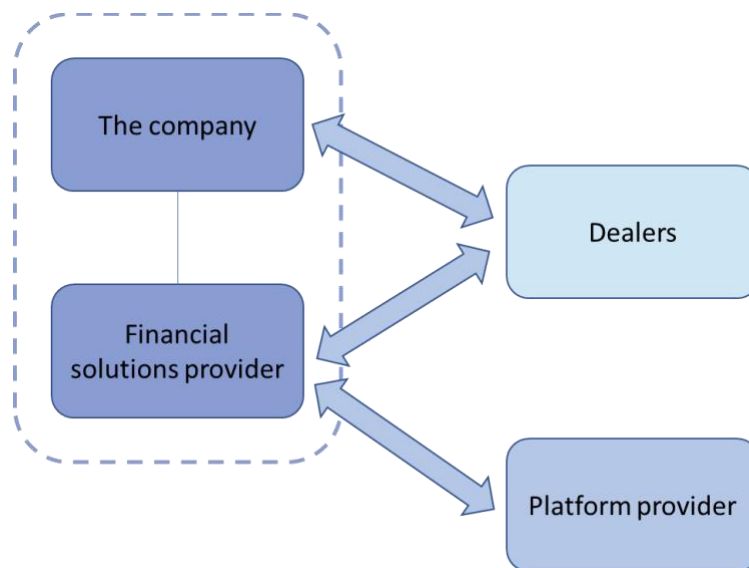 The company
Dealers
Financial
solutions provider
Platform provider